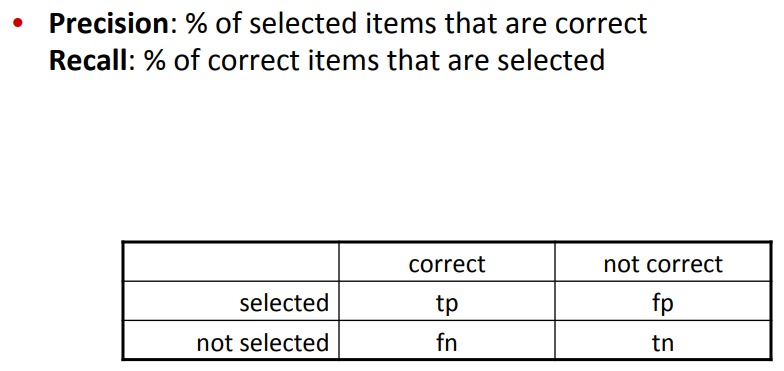 • Precision: % of selected items that are correct
Recall: % of correct items that are selected
correct not correct
selected tp fp
not selected fn tn